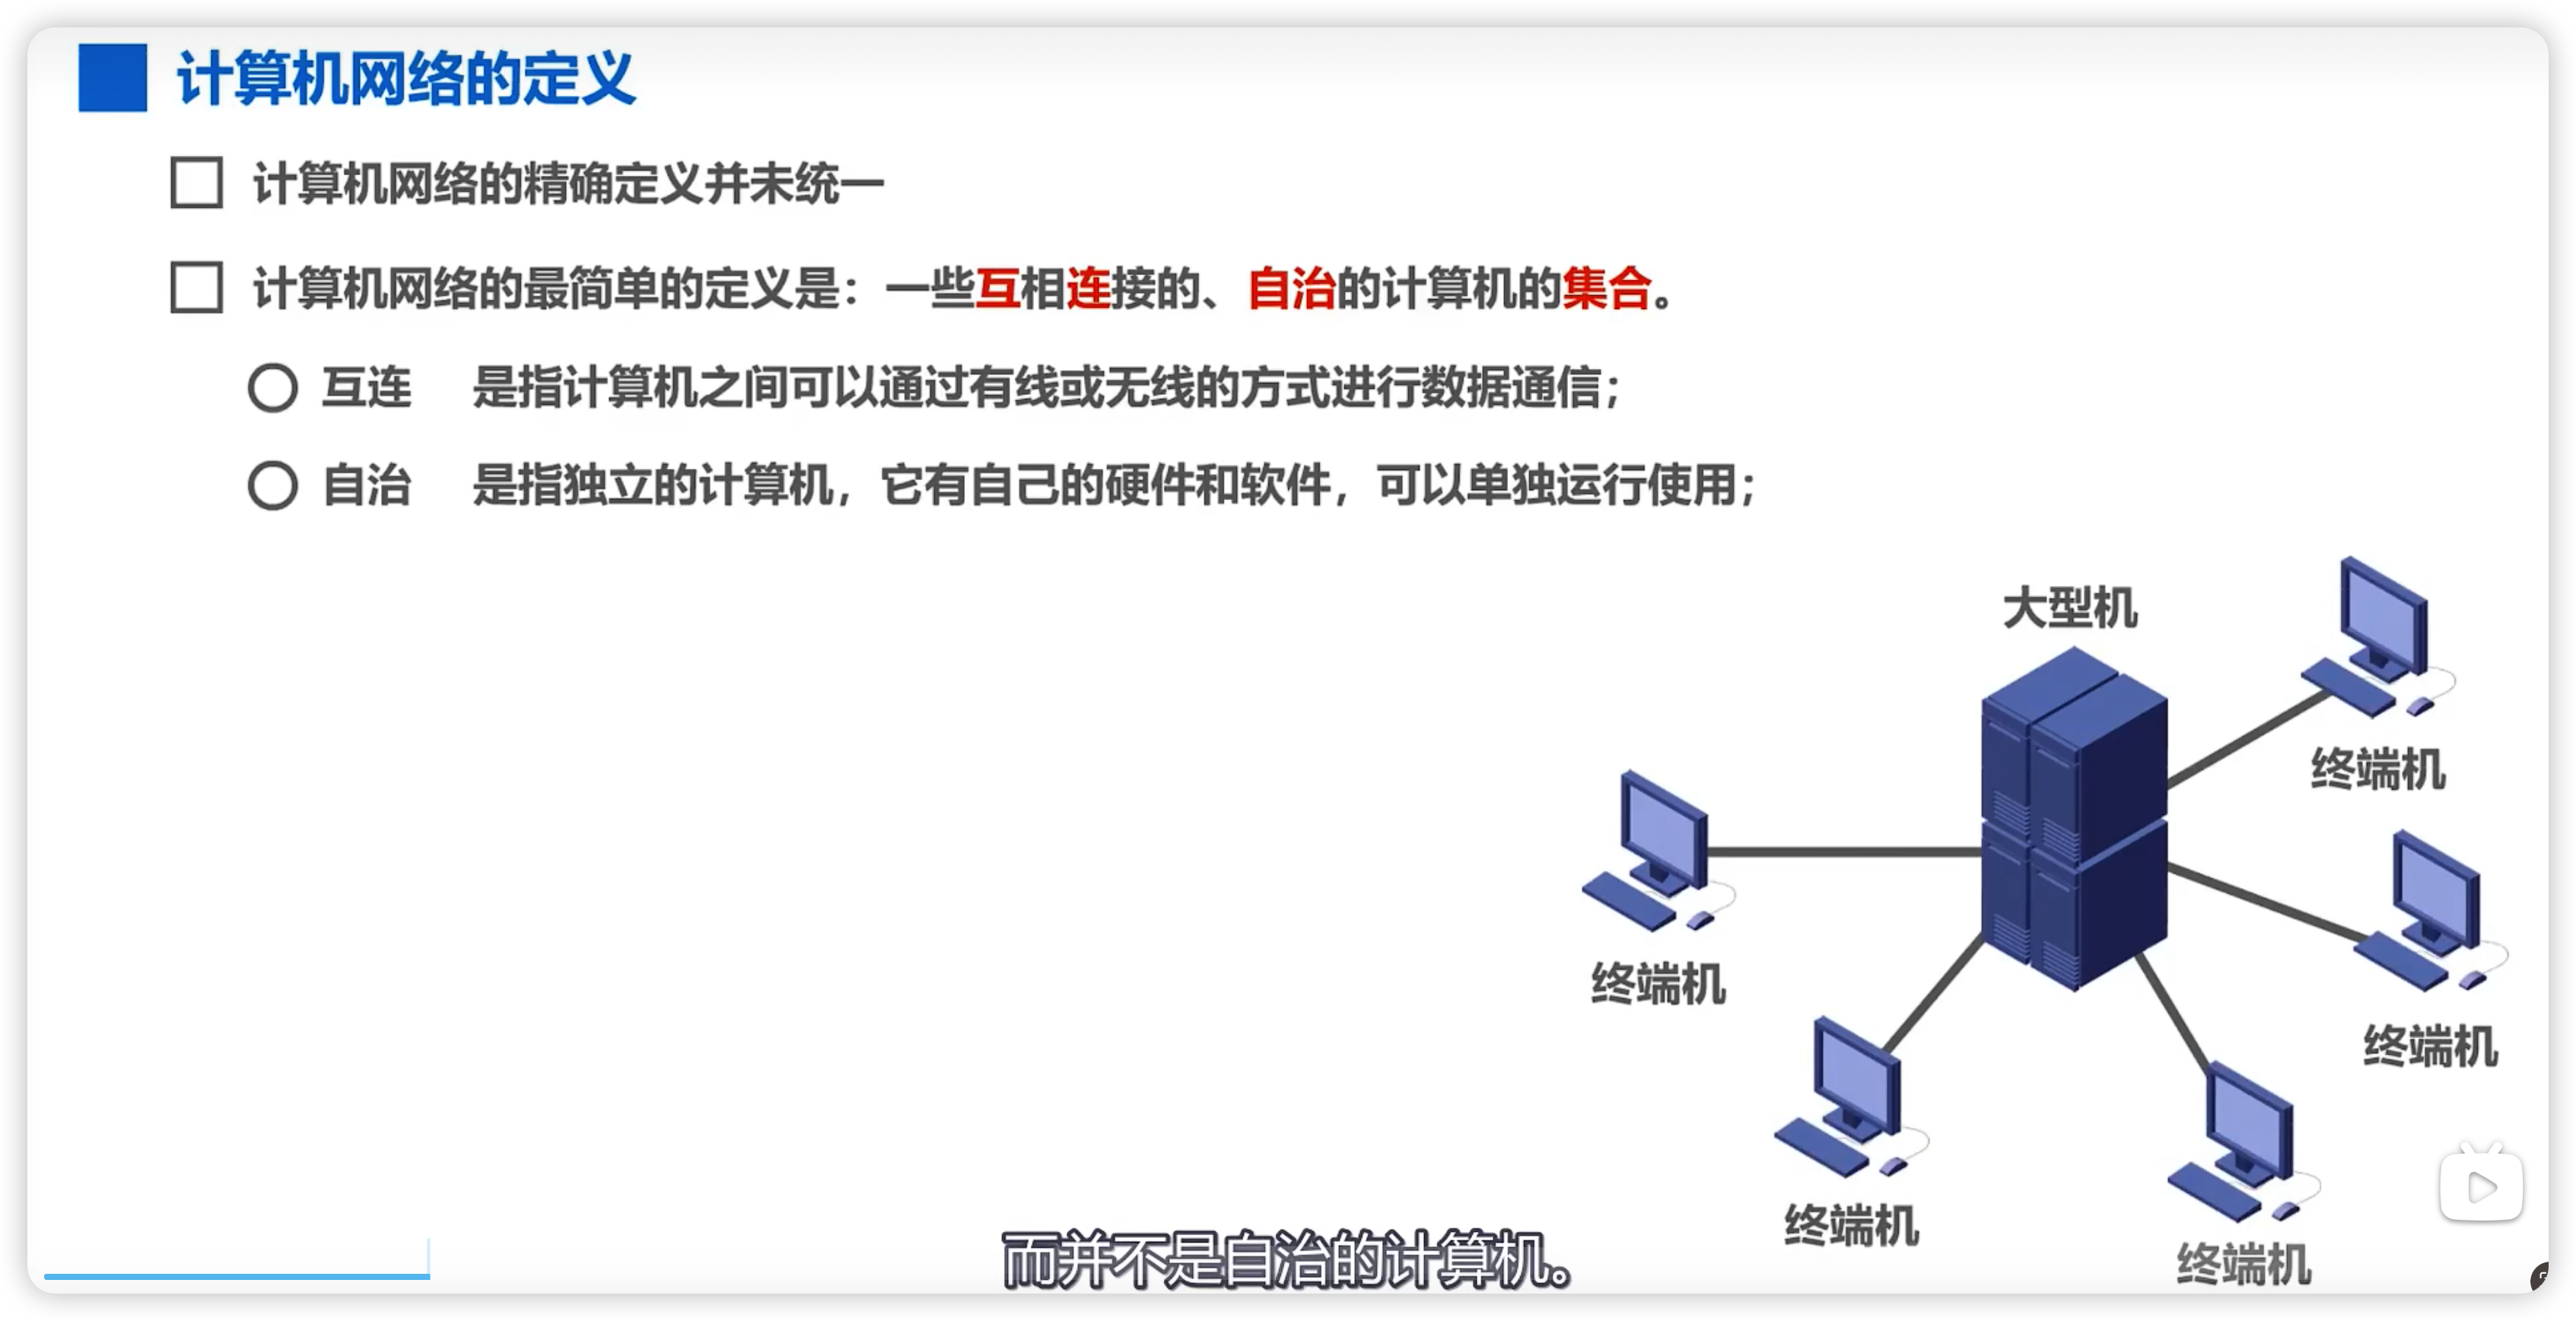 计算机网络的定义
计算机网络的精确定义并未统一
计算机网络的最简单的定义是：一些互相连接的、自治的计算机的集合。
互连 是指计算机之间可以通过有线或无线的方式进行数据通信；
自治 是指独立的计算机，它有自己的硬件和软件，可以单独运行使用；
大型机
终端机
终端机
终端机
终端机
终端机
而并不是自治的计算机。